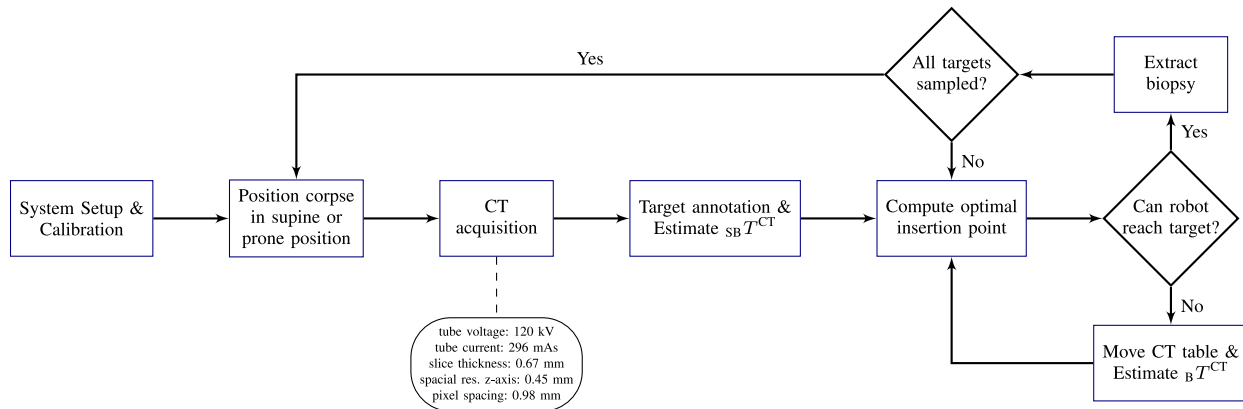 System Setup &
Calibration
Position corpse
in supine or
prone position
CT
acquisition
tube voltage: 120 kV
tube current: 296 mAs
slice thickness: 0.67 mm
spacial res. z-axis: 0.45 mm
pixel spacing: 0.98 mm
Target annotation &
Estimate SB T^CT
Compute optimal
insertion point
Can robot
reach target?
Yes
Extract
biopsy
All targets
sampled?
Yes
No
No
Move CT table &
Estimate B T^CT